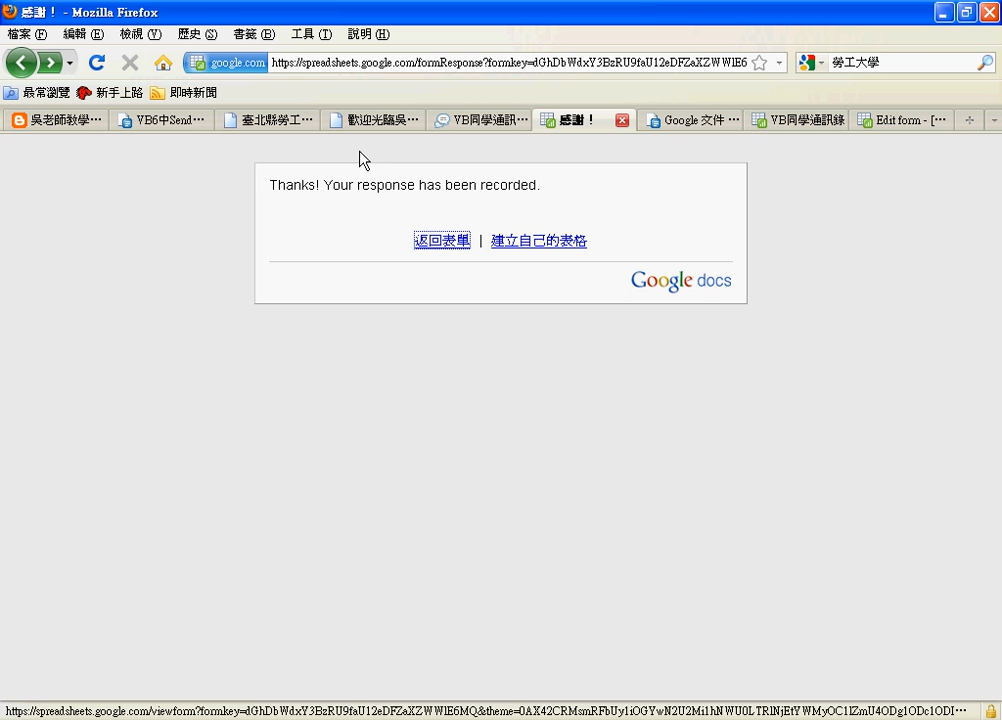 感謝！ - Mozilla Firefox
檔案(F) 編輯(E) 檢視(V) 歷史(S) 書籤(B) 工具(T) 說明(H)
google.com https://spreadsheets.google.com/formResponse?formkey=dGhDbWdxY3BzRU9faU12eDFZaXZWWlE6 勞工大學
最常瀏覽 新手上路 即時新聞
吳老師教學… VB6中Send… 臺北縣勞工… 歡迎光臨吳… VB同學通訊… 感謝！ Google 文件 … VB同學通訊錄 Edit form - [ …
Thanks! Your response has been recorded.
返回表單 | 建立自己的表格
Google docs
https://spreadsheets.google.com/viewform?formkey=dGhDbWdxY3BzRU9faU12eDFZaXZWWlE6MQ&theme=0AX42CRMsmRFbUy1iOGYwN2U2Mi1hNWU0LTRlNjEtYWMyOC1lZmU4ODg1ODc1ODI…